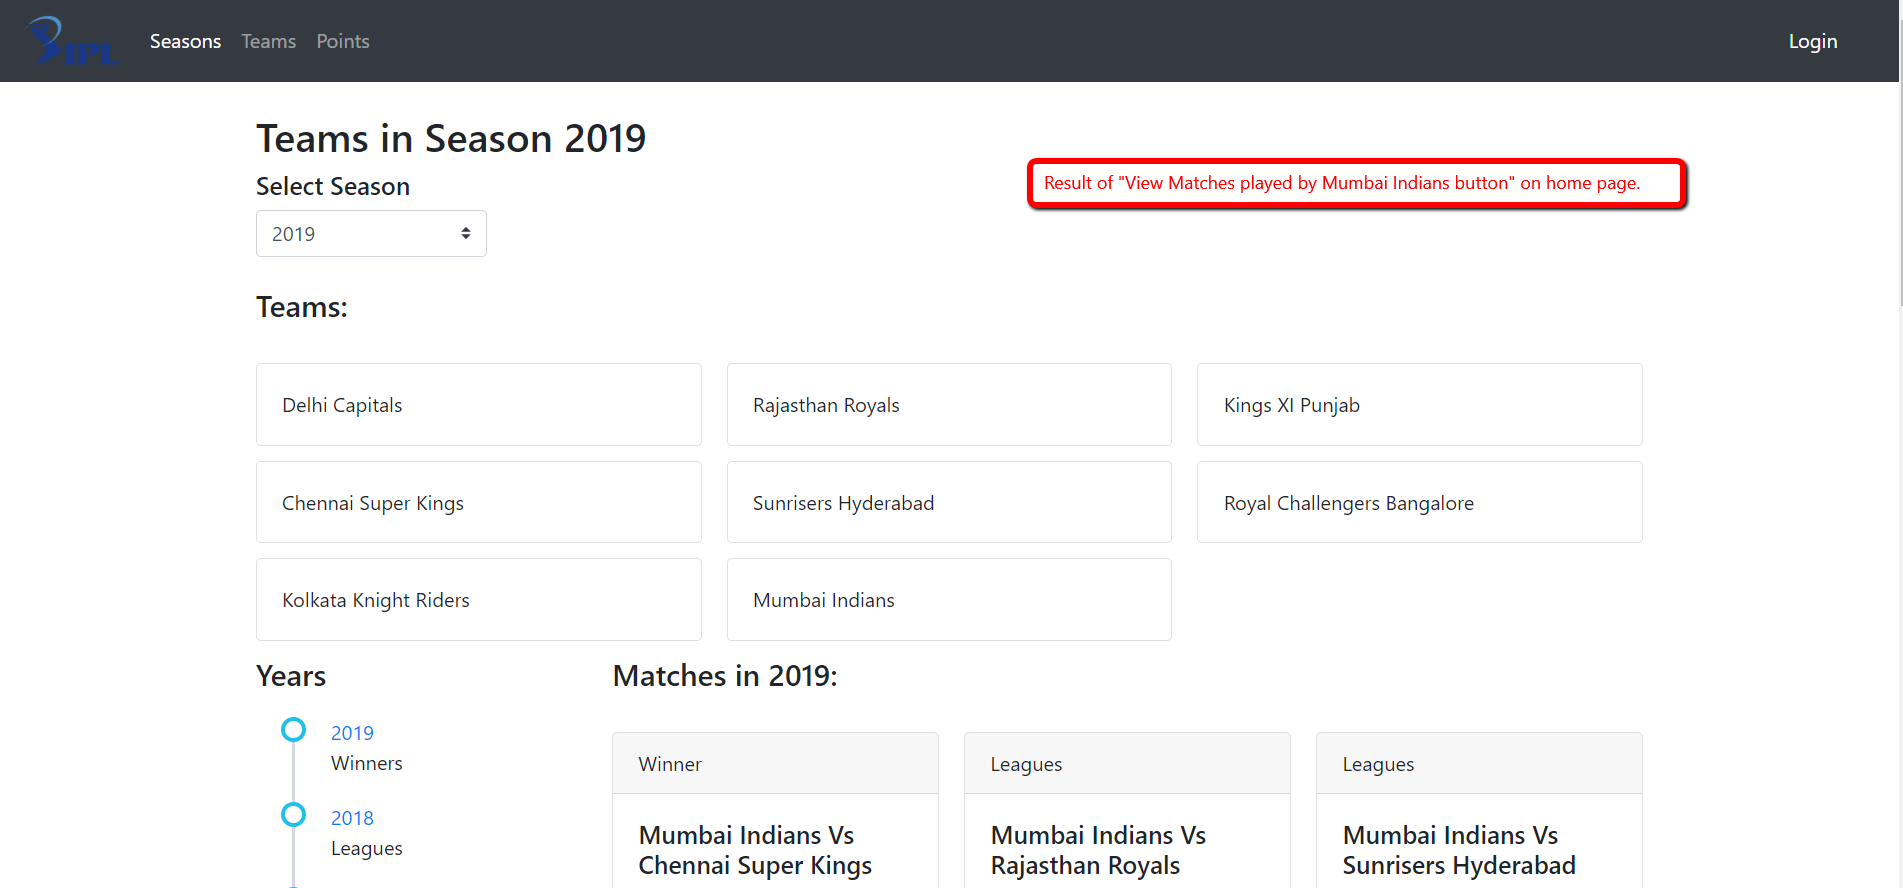 IPL
Seasons Teams Points Login
Teams in Season 2019
Select Season
Result of "View Matches played by Mumbai Indians button" on home page.
2019
Teams:
Delhi Capitals
Rajasthan Royals
Kings XI Punjab
Chennai Super Kings
Sunrisers Hyderabad
Royal Challengers Bangalore
Kolkata Knight Riders
Mumbai Indians
Years
2019
Winners
2018
Leagues
Matches in 2019:
Winner
Mumbai Indians Vs
Chennai Super Kings
Leagues
Mumbai Indians Vs
Rajasthan Royals
Leagues
Mumbai Indians Vs
Sunrisers Hyderabad